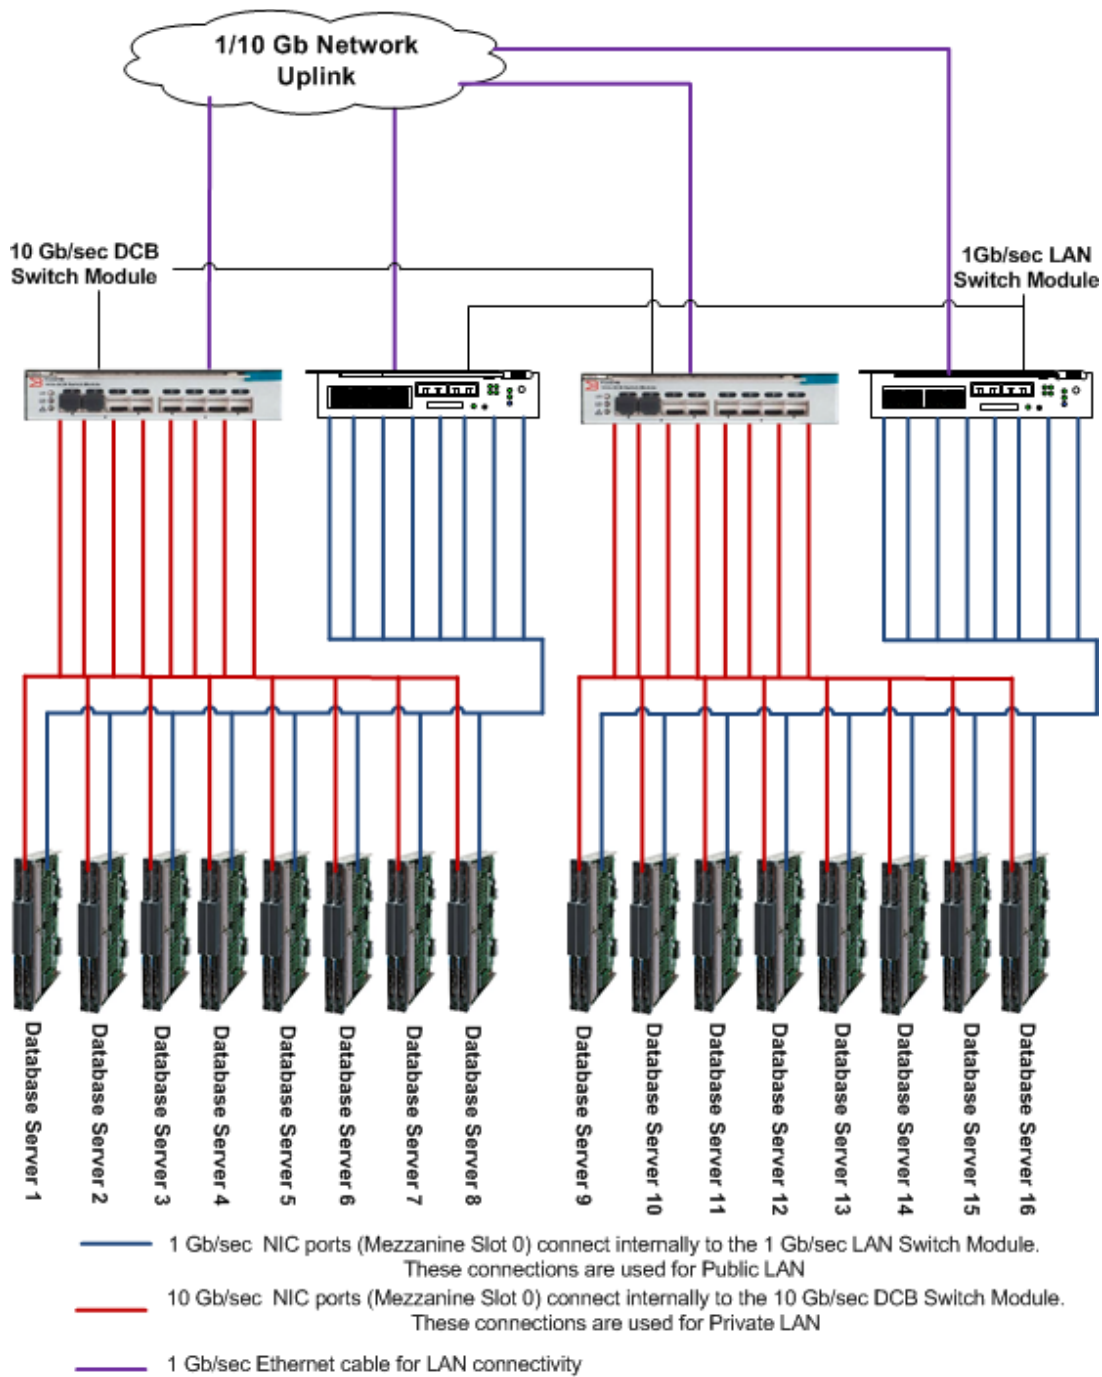 1/10 Gb Network
Uplink
10 Gb/sec DCB
Switch Module
1Gb/sec LAN
Switch Module
Database Server 1
Database Server 2
Database Server 3
Database Server 4
Database Server 5
Database Server 6
Database Server 7
Database Server 8
Database Server 9
Database Server 10
Database Server 11
Database Server 12
Database Server 13
Database Server 14
Database Server 15
Database Server 16
1 Gb/sec  NIC ports (Mezzanine Slot 0) connect internally to the 1 Gb/sec LAN Switch Module.
These connections are used for Public LAN
10 Gb/sec  NIC ports (Mezzanine Slot 0) connect internally to the 10 Gb/sec DCB Switch Module.
These connections are used for Private LAN
1 Gb/sec Ethernet cable for LAN connectivity